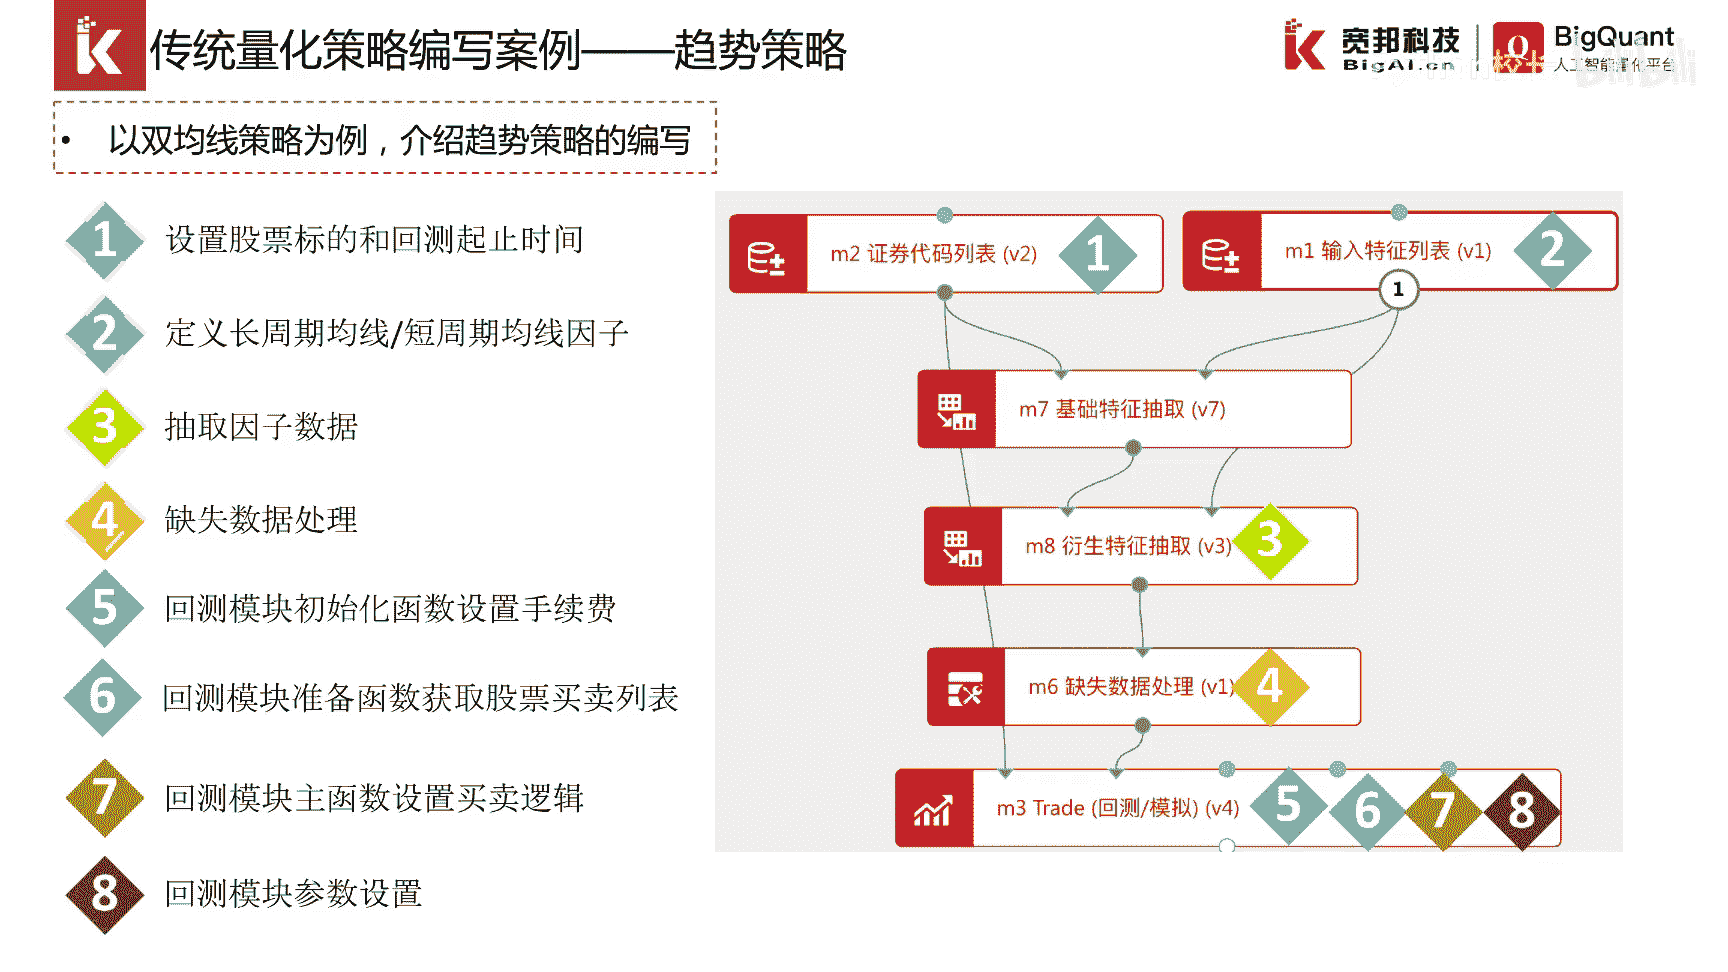 传统量化策略编写案例——趋势策略
宽邦科技
BigAI.cn
BigQuant
人工智能量化平台
• 以双均线策略为例，介绍趋势策略的编写
1 设置股票标的和回测起止时间
2 定义长周期均线/短周期均线因子
3 抽取因子数据
4 缺失数据处理
5 回测模块初始化函数设置手续费
6 回测模块准备函数获取股票买卖列表
7 回测模块主函数设置买卖逻辑
8 回测模块参数设置
m2 证券代码列表 (v2) 1
m1 输入特征列表 (v1) 2
1
m7 基础特征抽取 (v7)
m8 衍生特征抽取 (v3) 3
m6 缺失数据处理 (v1) 4
m3 Trade (回测/模拟) (v4) 5 6 7 8